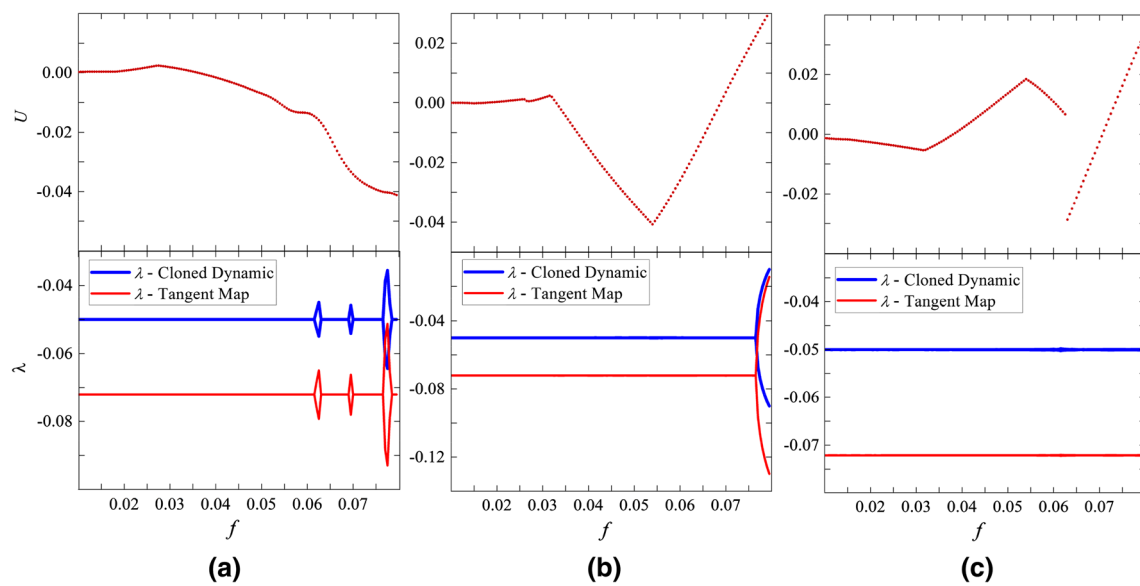 U
0.00
-0.02
-0.04
0.02
0.00
-0.02
-0.04
0.02
0.00
-0.02
λ
-0.04
-0.06
-0.08
λ - Cloned Dynamic
λ - Tangent Map
0.02 0.03 0.04 0.05 0.06 0.07
f
(a)
-0.05
-0.08
-0.12
λ - Cloned Dynamic
λ - Tangent Map
0.02 0.03 0.04 0.05 0.06 0.07
f
(b)
-0.04
-0.05
-0.06
-0.07
λ - Cloned Dynamic
λ - Tangent Map
0.02 0.03 0.04 0.05 0.06 0.07
f
(c)